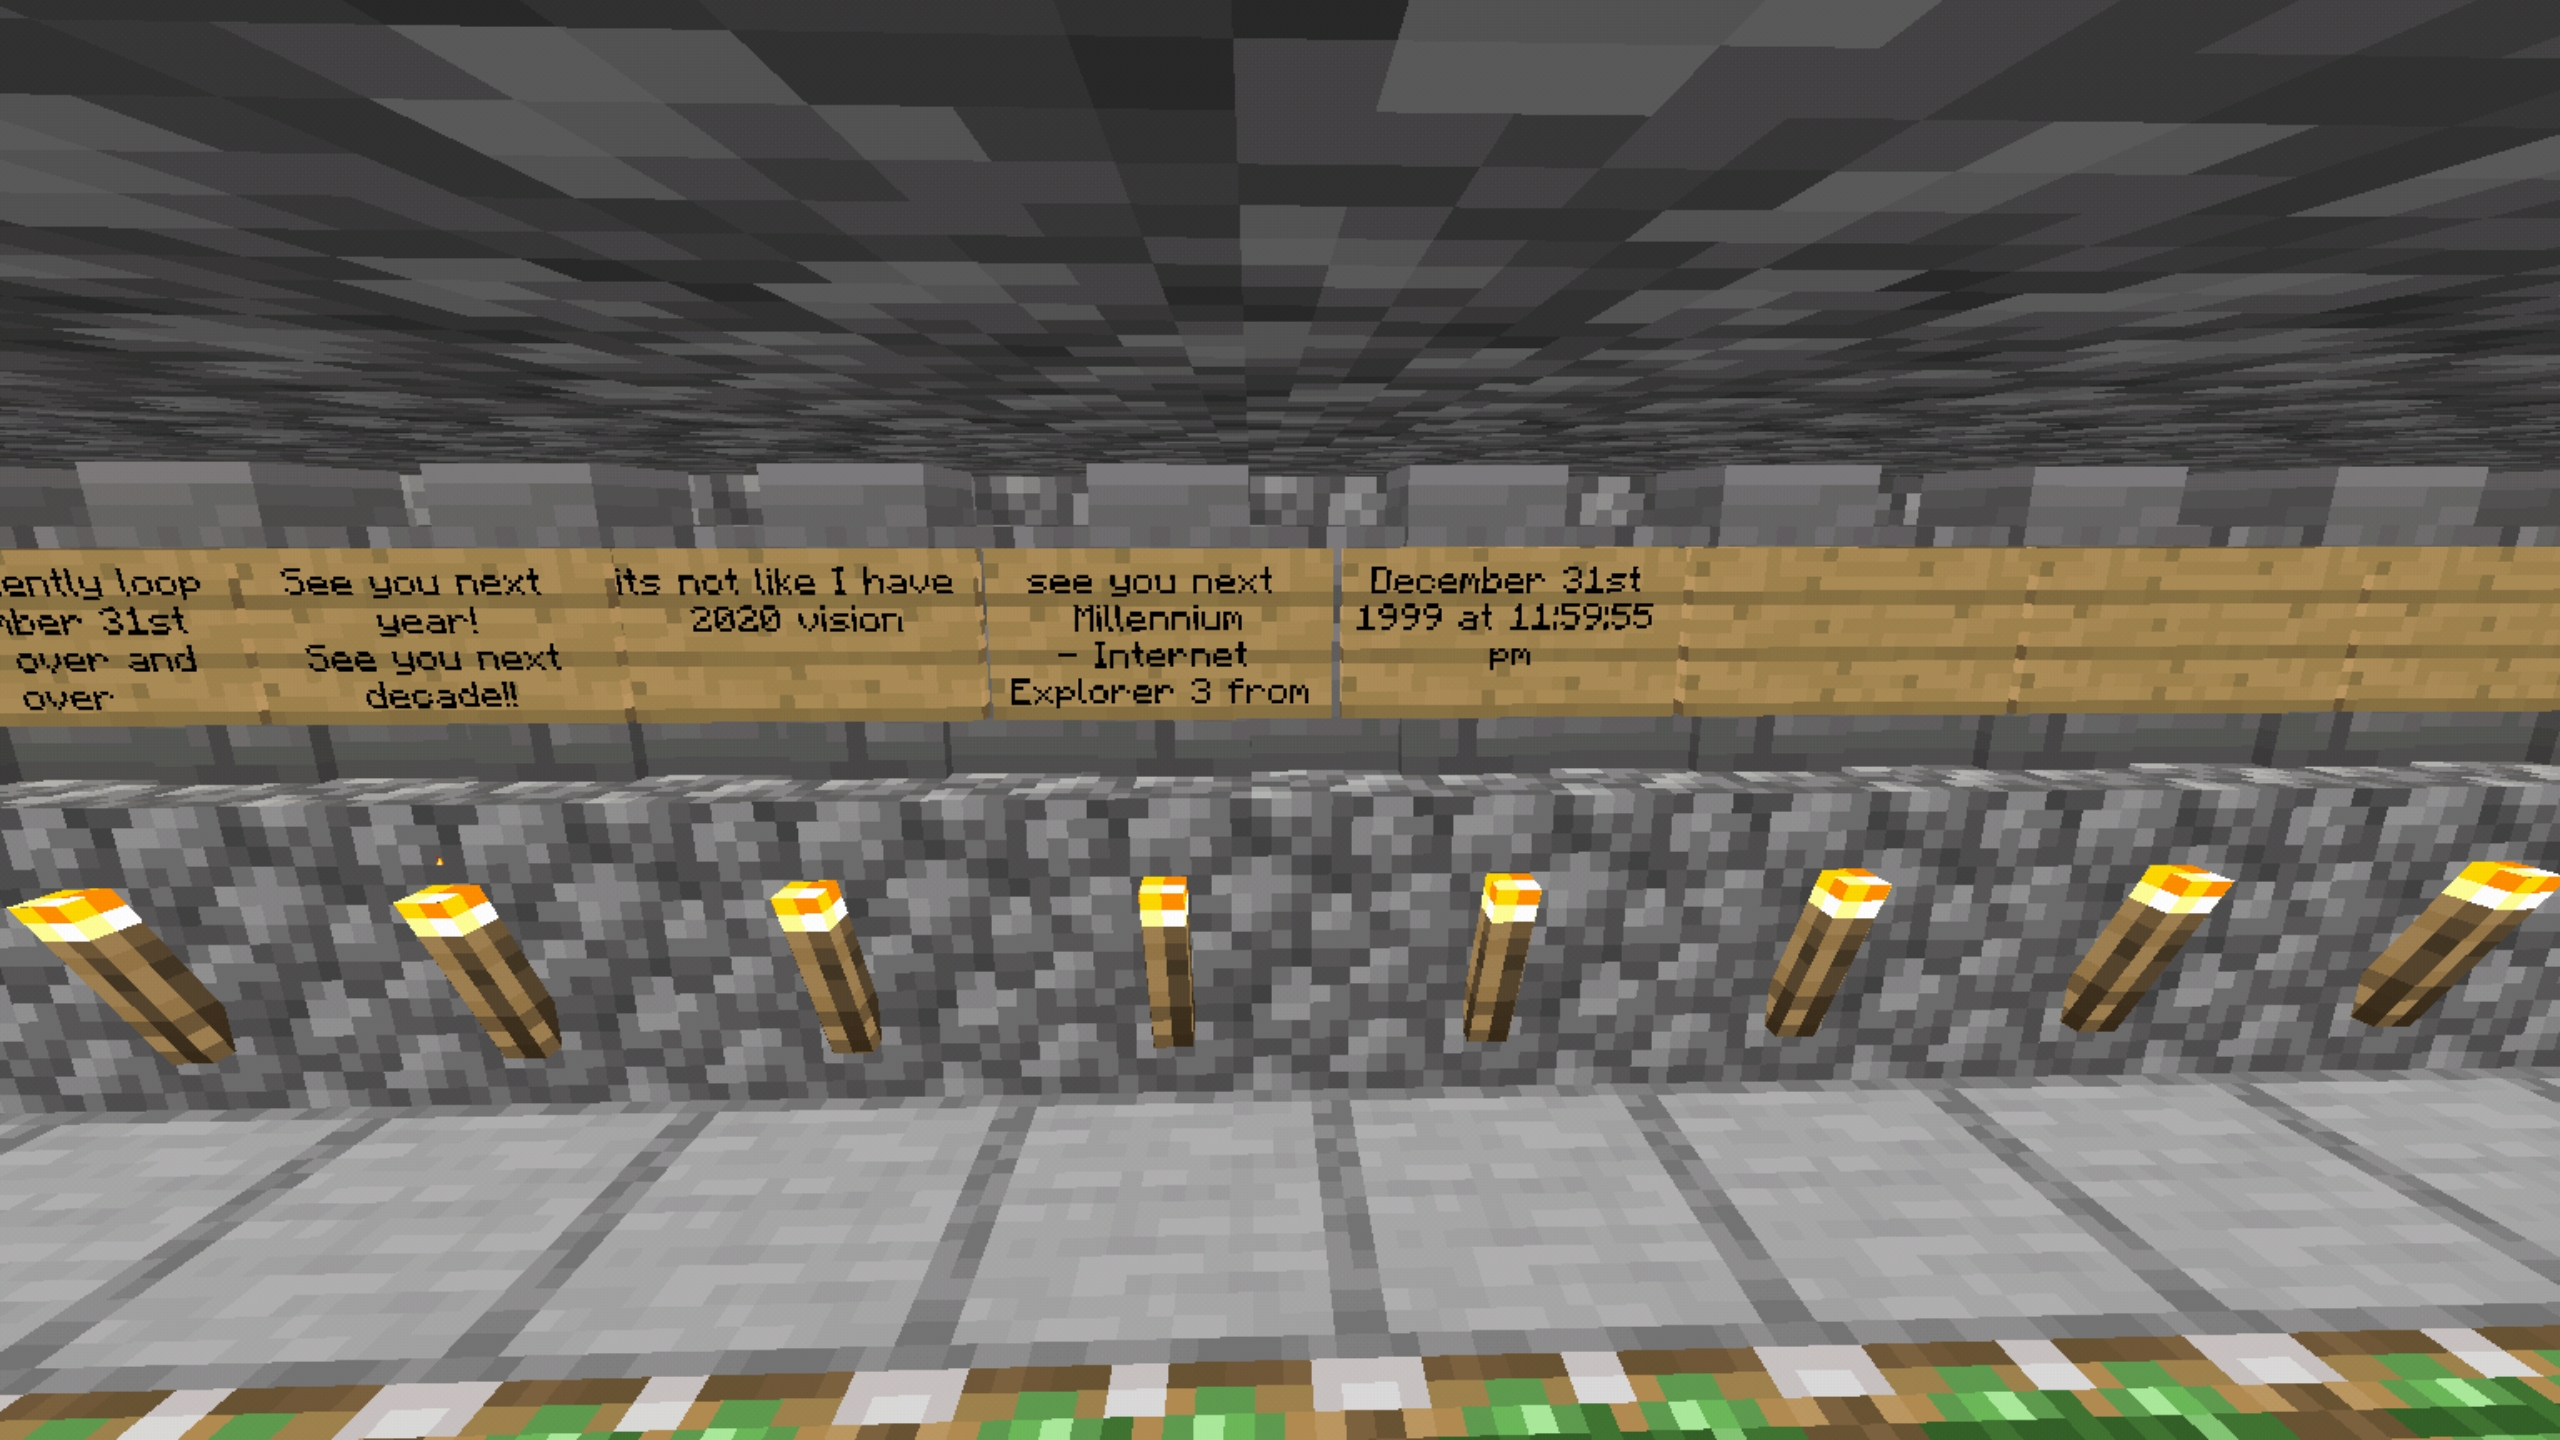 ently loop
ber 31st
over and
over
See you next
year!
See you next
decade!!
its not like I have
2020 vision
see you next
Millennium
- Internet
Explorer 3 from
December 31st
1999 at 11:59:55
pm